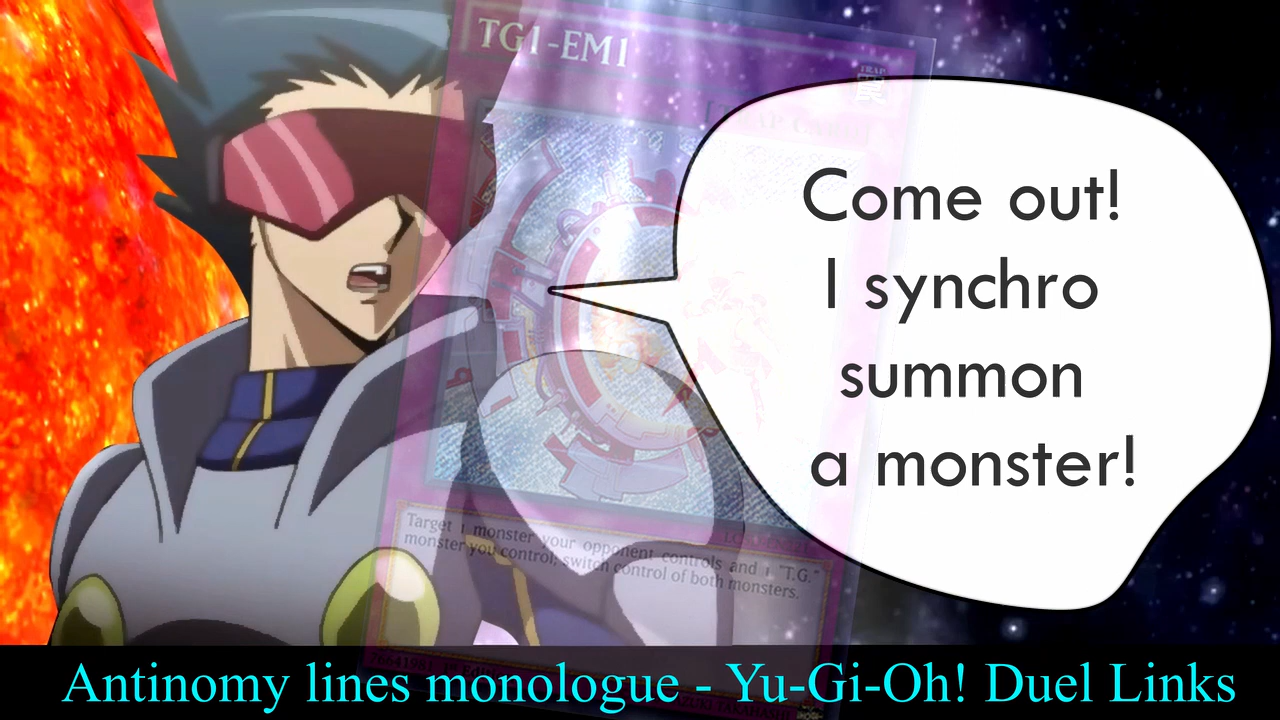 TG1-EM1
Come out!
I synchro
summon
a monster!
Target 1 monster your opponent controls and 1 "T.G."
monster you control; switch control of both monsters.
Antinomy lines monologue - Yu-Gi-Oh! Duel Links